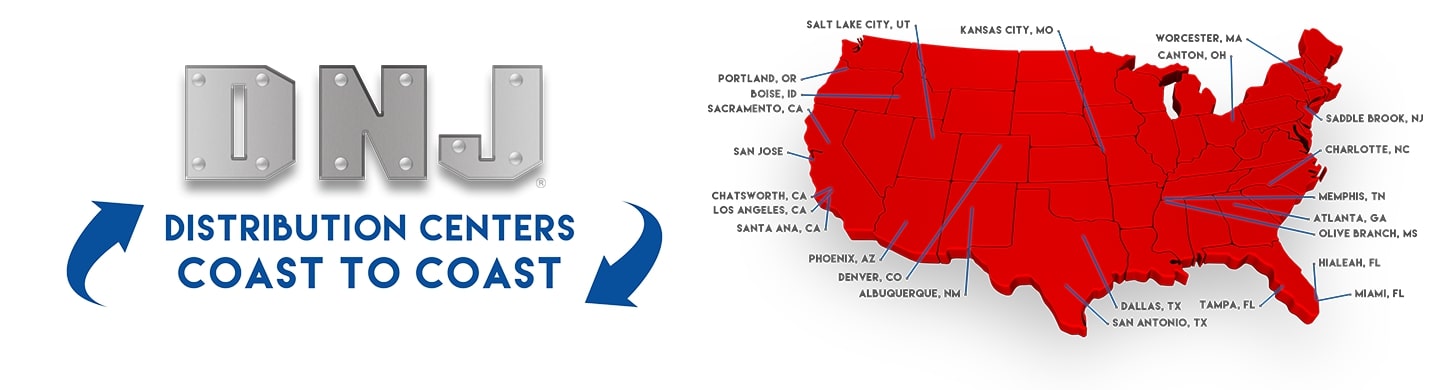 DNJ®
DISTRIBUTION CENTERS
COAST TO COAST
SALT LAKE CITY, UT
KANSAS CITY, MO
WORCESTER, MA
CANTON, OH
PORTLAND, OR
BOISE, ID
SACRAMENTO, CA
SADDLE BROOK, NJ
SAN JOSE
CHARLOTTE, NC
CHATSWORTH, CA
LOS ANGELES, CA
SANTA ANA, CA
MEMPHIS, TN
ATLANTA, GA
OLIVE BRANCH, MS
PHOENIX, AZ
DENVER, CO
ALBUQUERQUE, NM
HIALEAH, FL
MIAMI, FL
DALLAS, TX
SAN ANTONIO, TX
TAMPA, FL